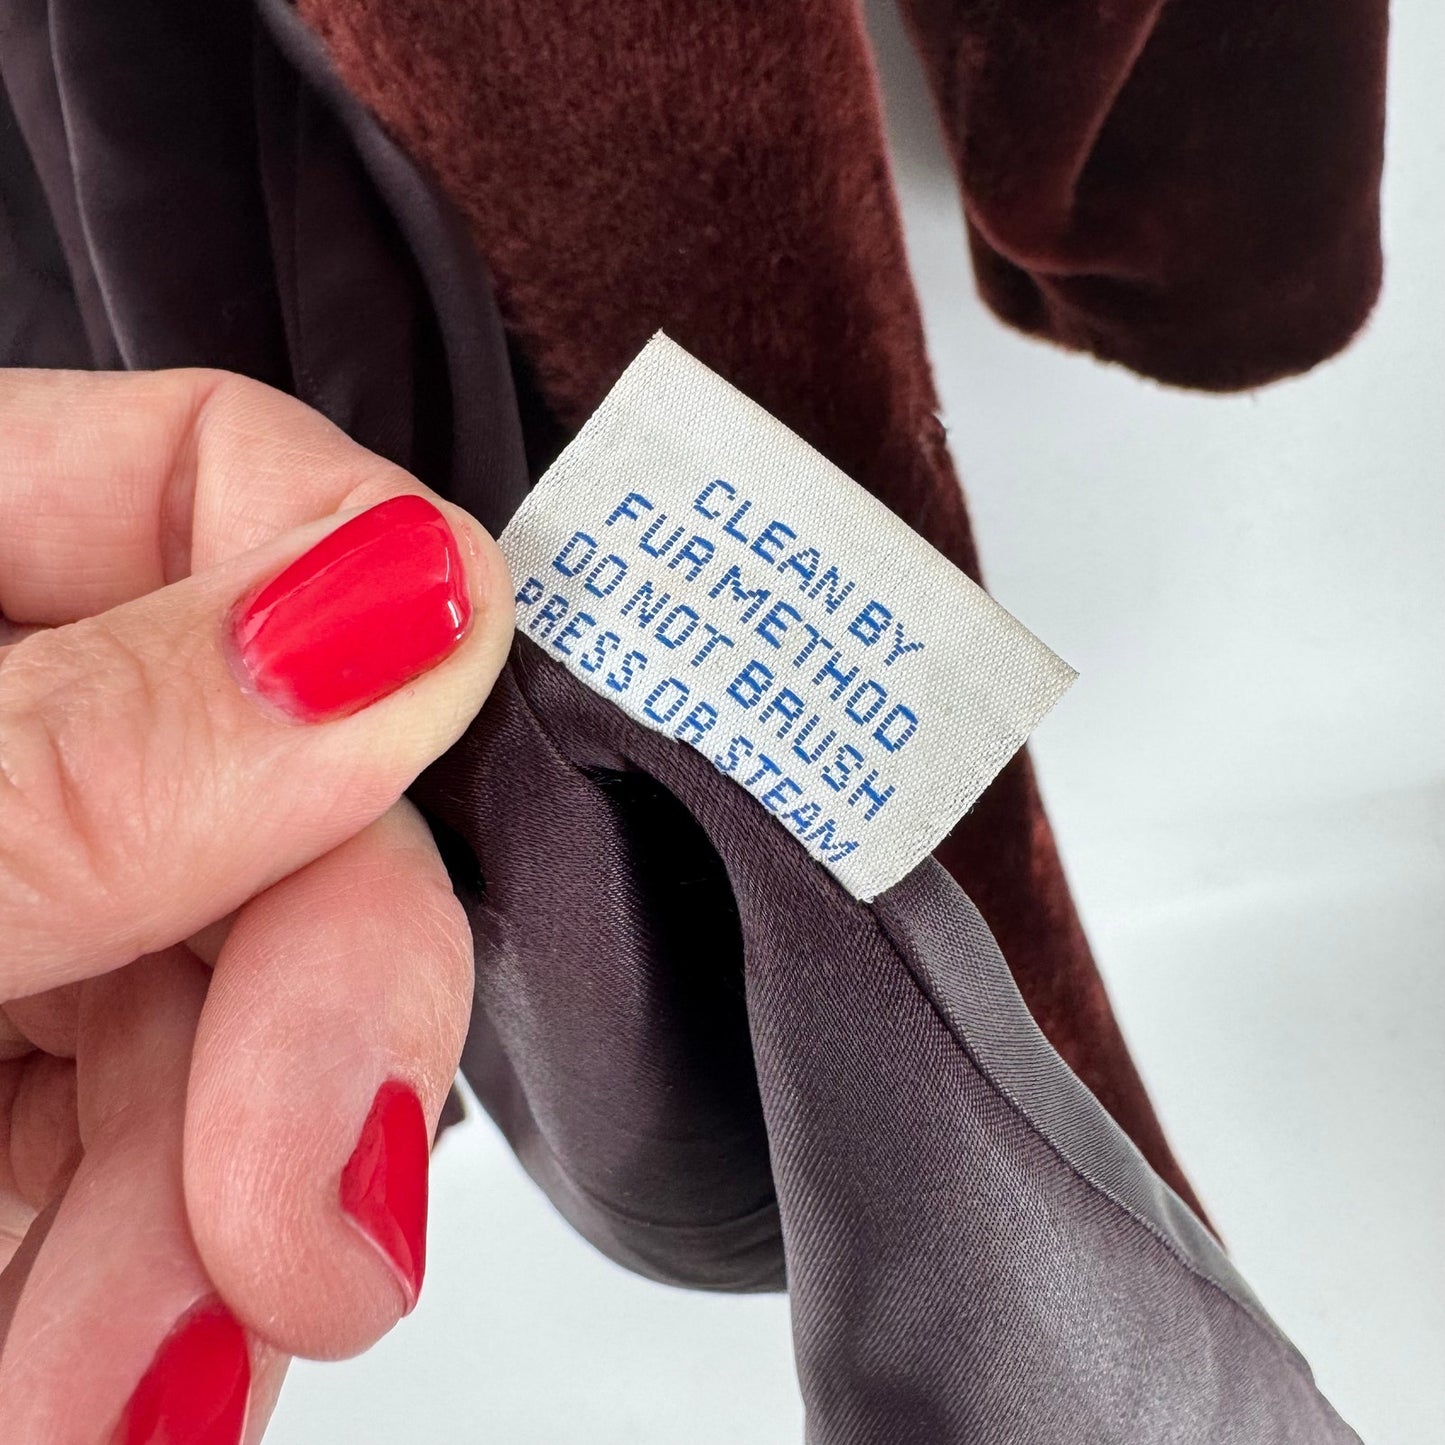 CLEAN BY
FUR METHOD
DO NOT BRUSH
PRESS OR STEAM